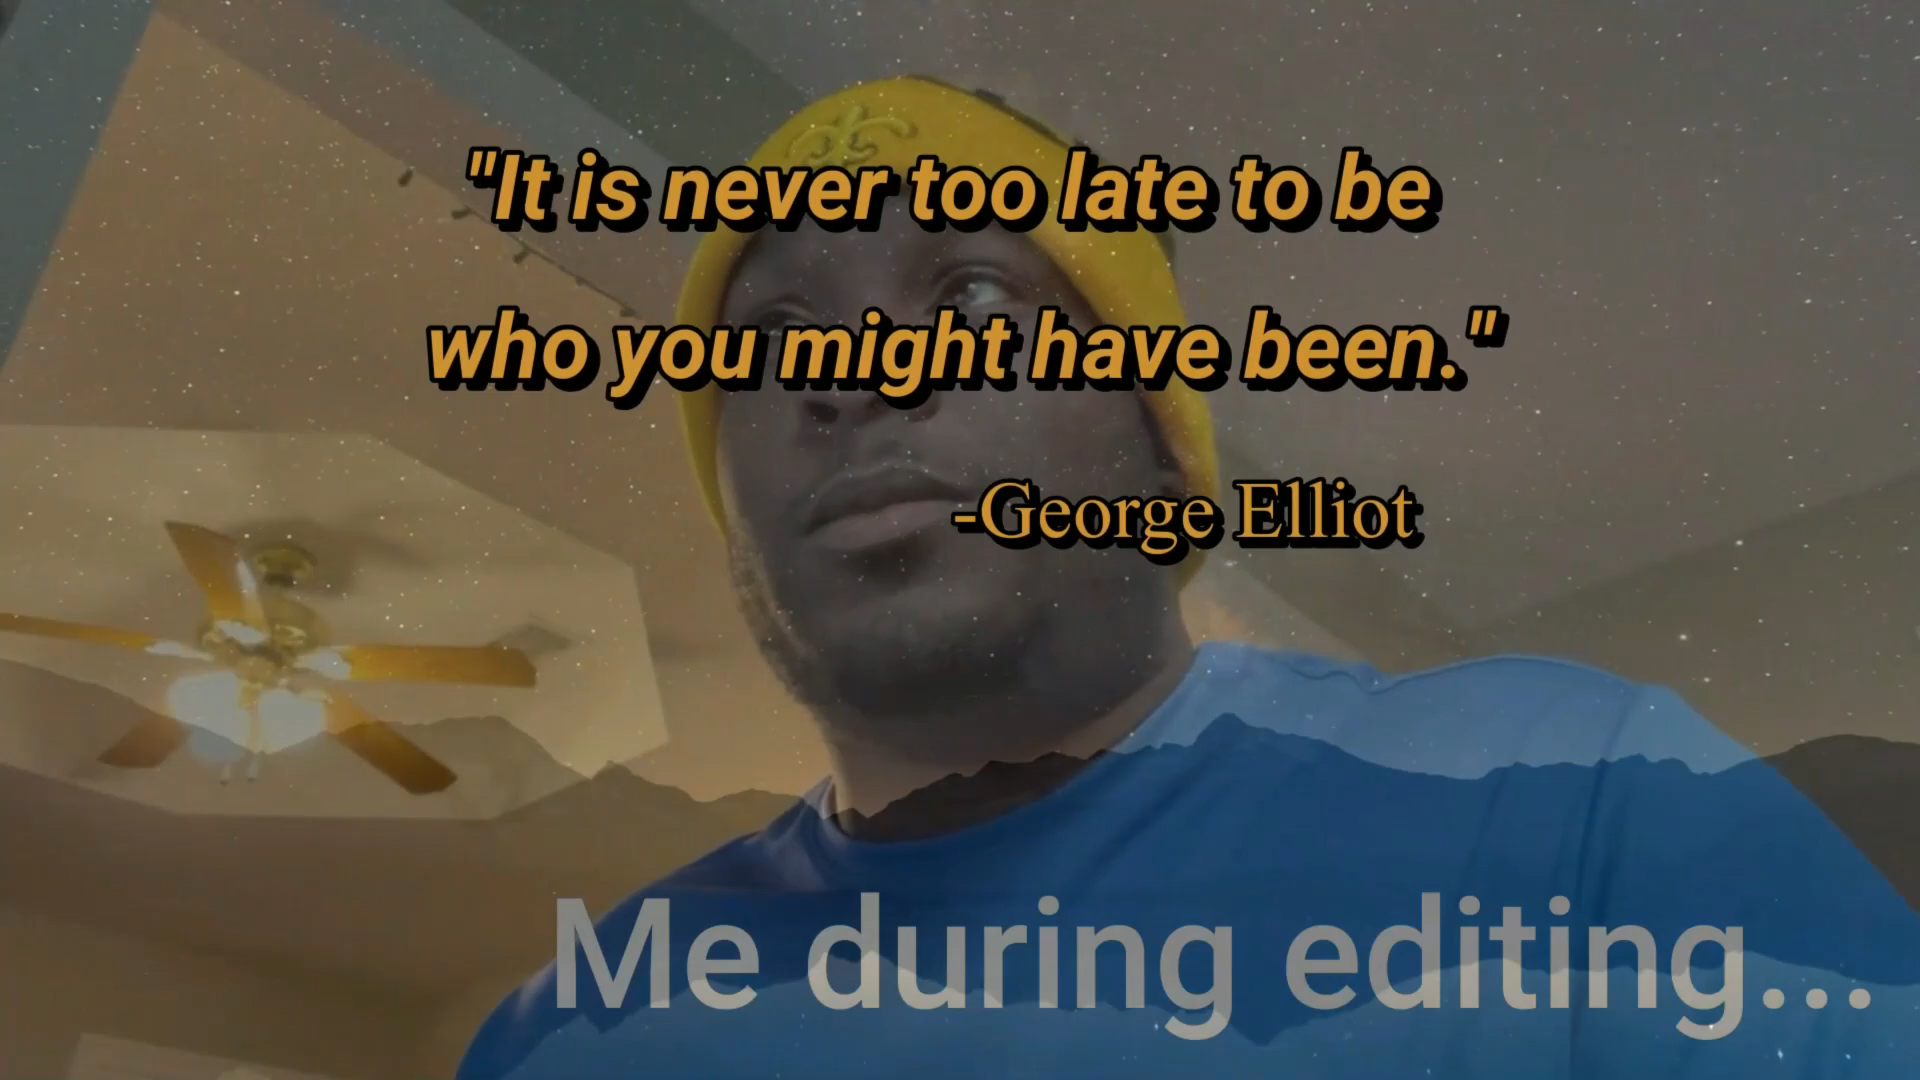 "It is never too late to be
who you might have been."
-George Elliot
Me during editing...